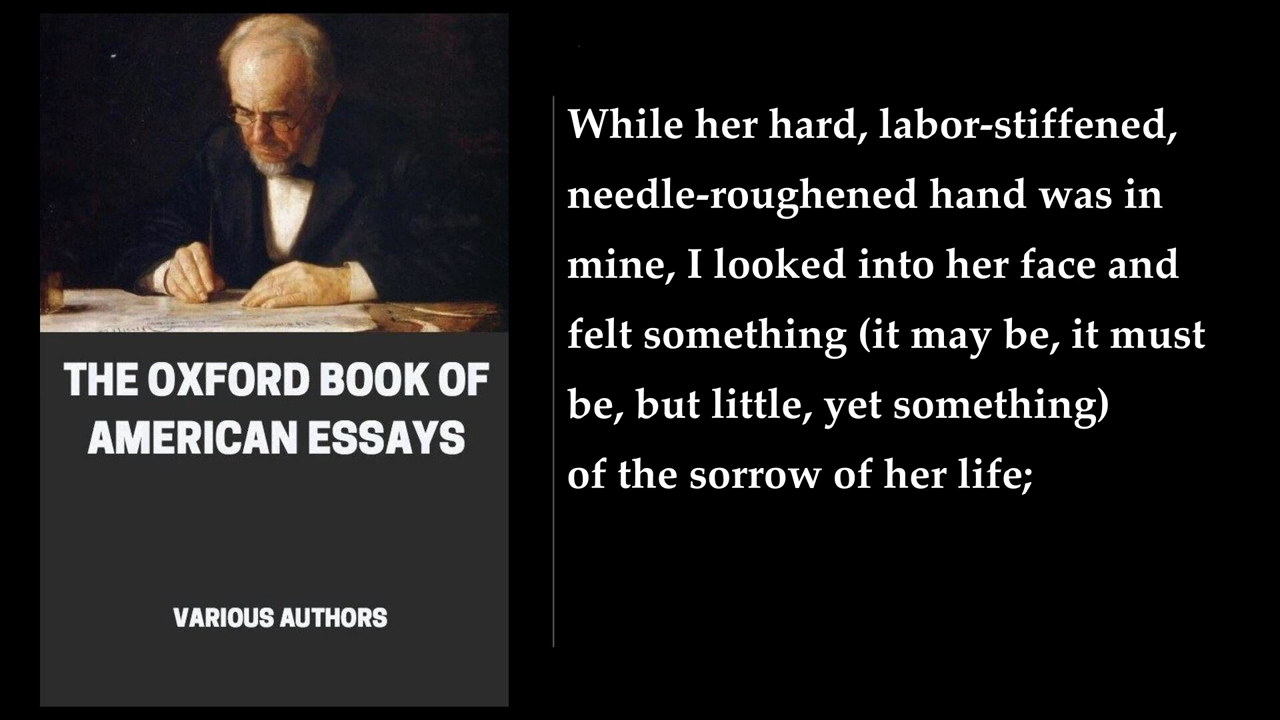 THE OXFORD BOOK OF
AMERICAN ESSAYS
VARIOUS AUTHORS
While her hard, labor-stiffened,
needle-roughened hand was in
mine, I looked into her face and
felt something (it may be, it must
be, but little, yet something)
of the sorrow of her life;